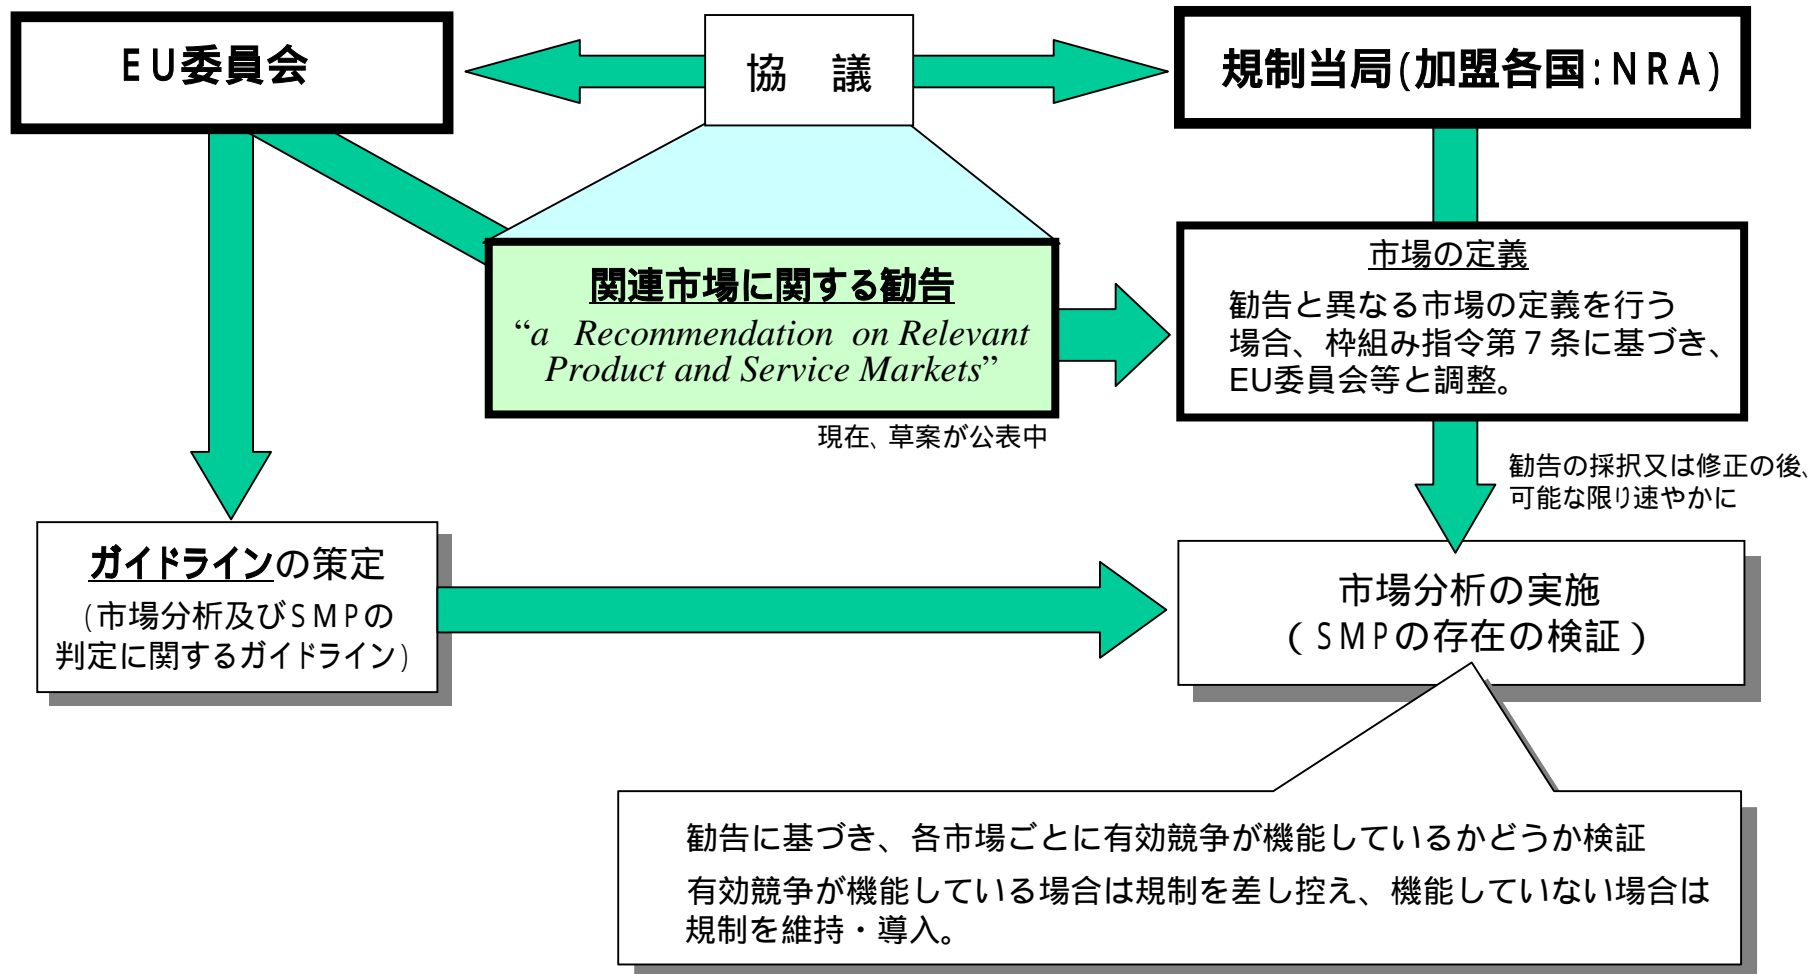 EU委員会
協　議
規制当局(加盟各国:NRA)
関連市場に関する勧告
“a Recommendation on Relevant
Product and Service Markets”
現在、草案が公表中
市場の定義
勧告と異なる市場の定義を行う
場合、枠組み指令第７条に基づき、
EU委員会等と調整。
勧告の採択又は修正の後、
可能な限り速やかに
ガイドラインの策定
(市場分析及びSMPの
判定に関するガイドライン)
市場分析の実施
（SMPの存在の検証）
勧告に基づき、各市場ごとに有効競争が機能しているかどうか検証
有効競争が機能している場合は規制を差し控え、機能していない場合は
規制を維持・導入。